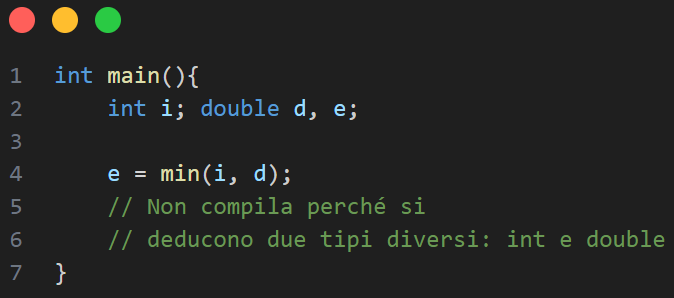 1 int main(){
2 int i; double d, e;
3
4 e = min(i, d);
5 // Non compila perché si
6 // deducono due tipi diversi: int e double
7 }